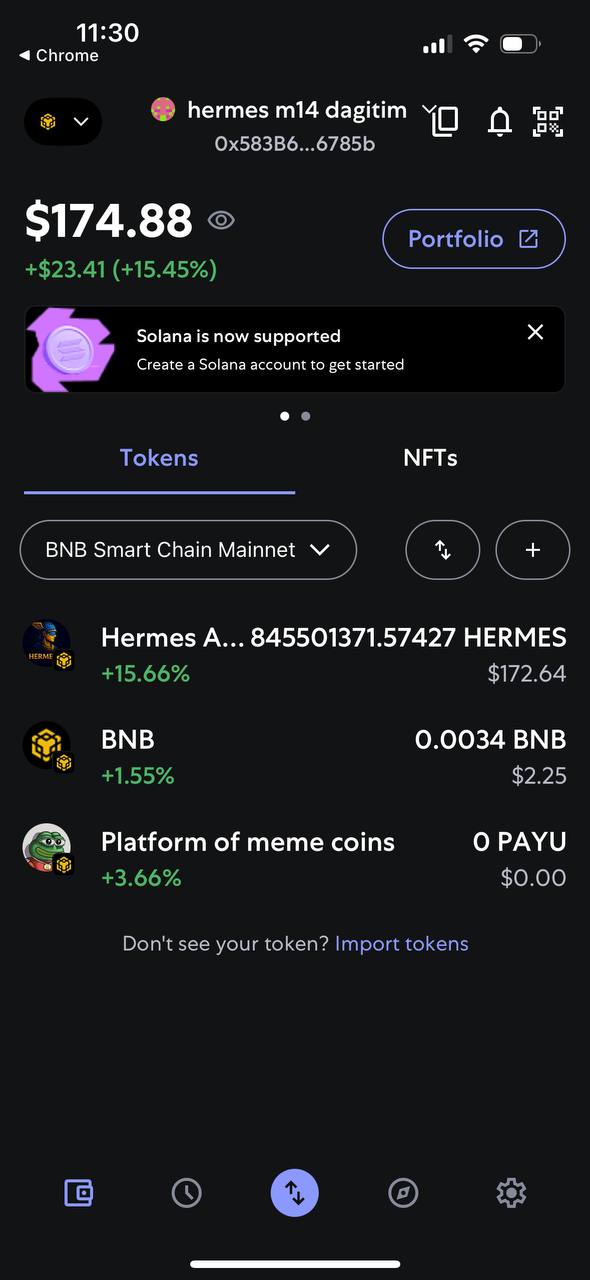 11:30
◀ Chrome
hermes m14 dagitim
0x583B6...6785b
$174.88
+$23.41 (+15.45%)
Portfolio
Solana is now supported
Create a Solana account to get started
Tokens
NFTs
BNB Smart Chain Mainnet
HERME
Hermes A... 845501371.57427 HERMES
+15.66% $172.64
BNB 0.0034 BNB
+1.55% $2.25
Platform of meme coins 0 PAYU
+3.66% $0.00
Don't see your token? Import tokens